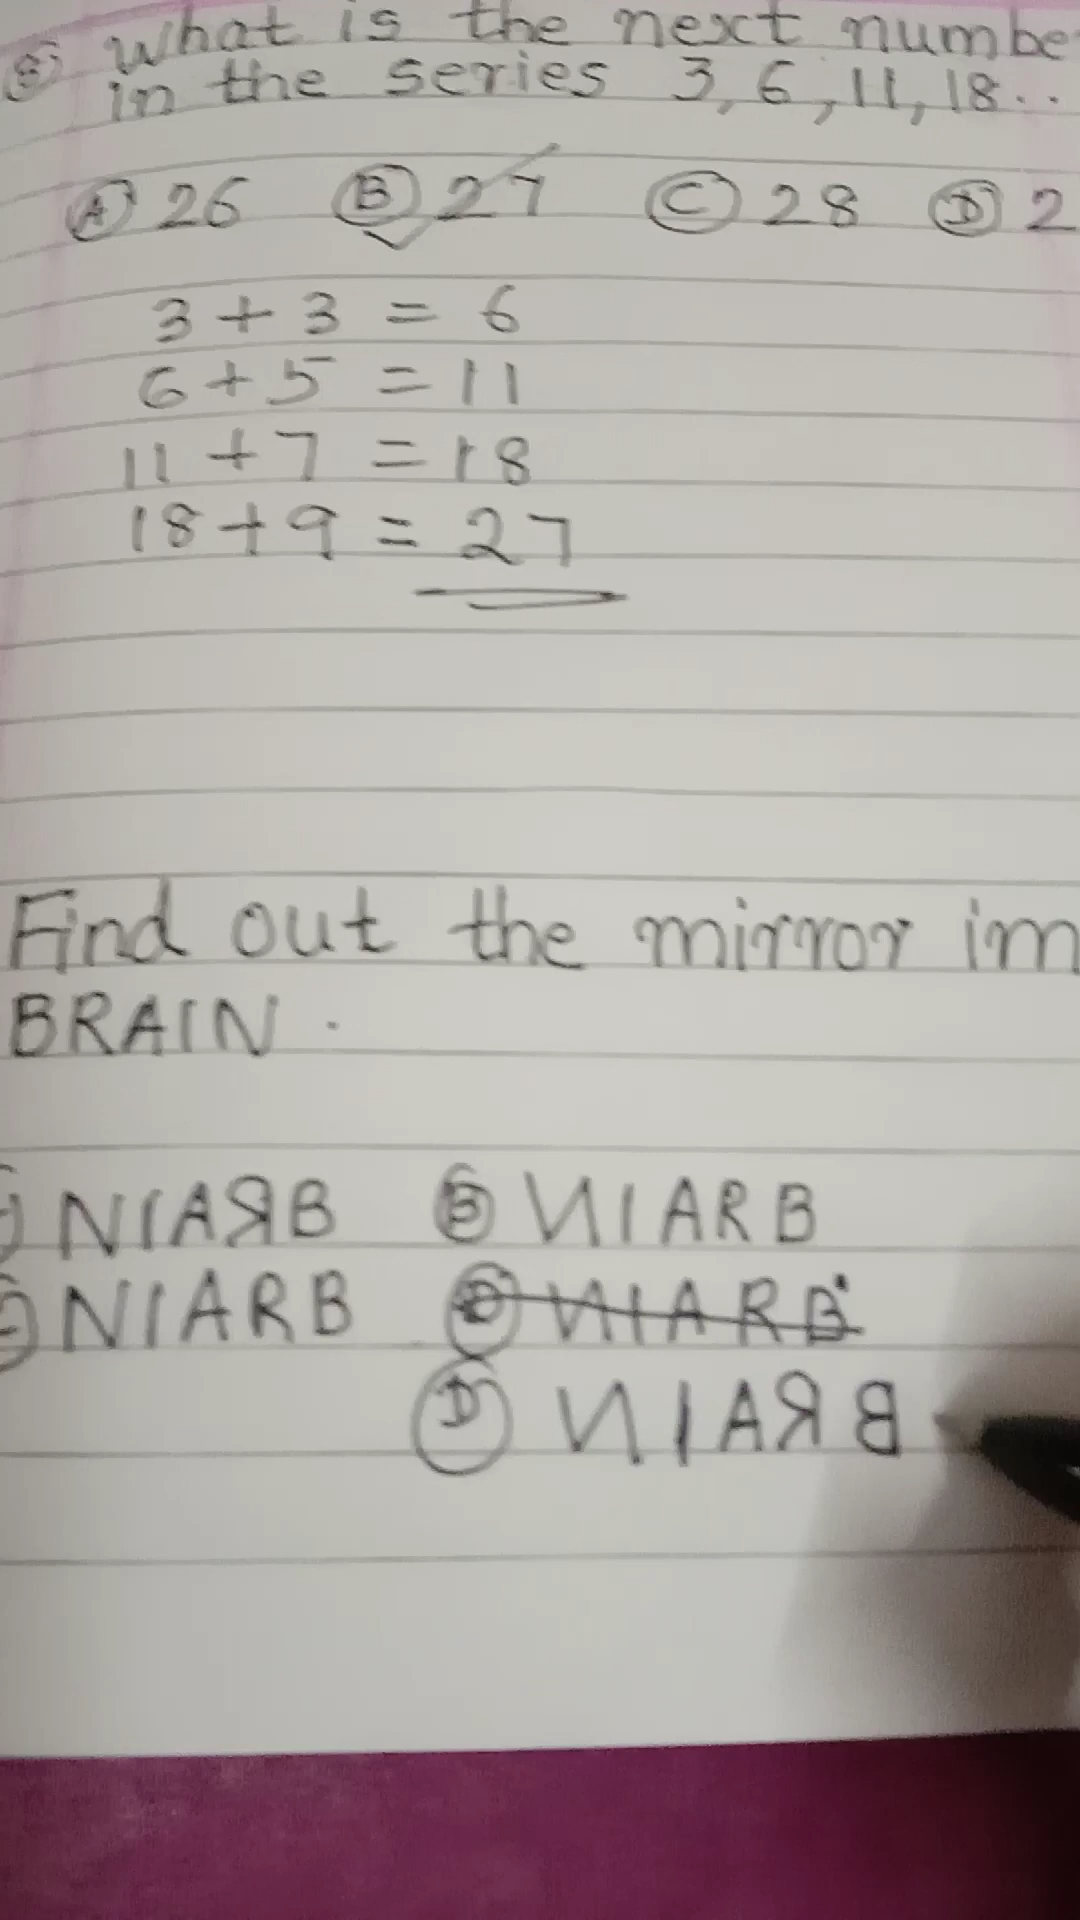 ⑧ What is the next numbe
in the series 3, 6, 11, 18..
Ⓐ 26 Ⓑ 27 Ⓒ 28 Ⓓ 2
3 + 3 = 6
6 + 5 = 11
11 + 7 = 18
18 + 9 = 27
Find out the mirror im
BRAIN.
NIAЯB Ⓑ ИIARB
NIARB ИIARB
Ⓓ ИIAЯB